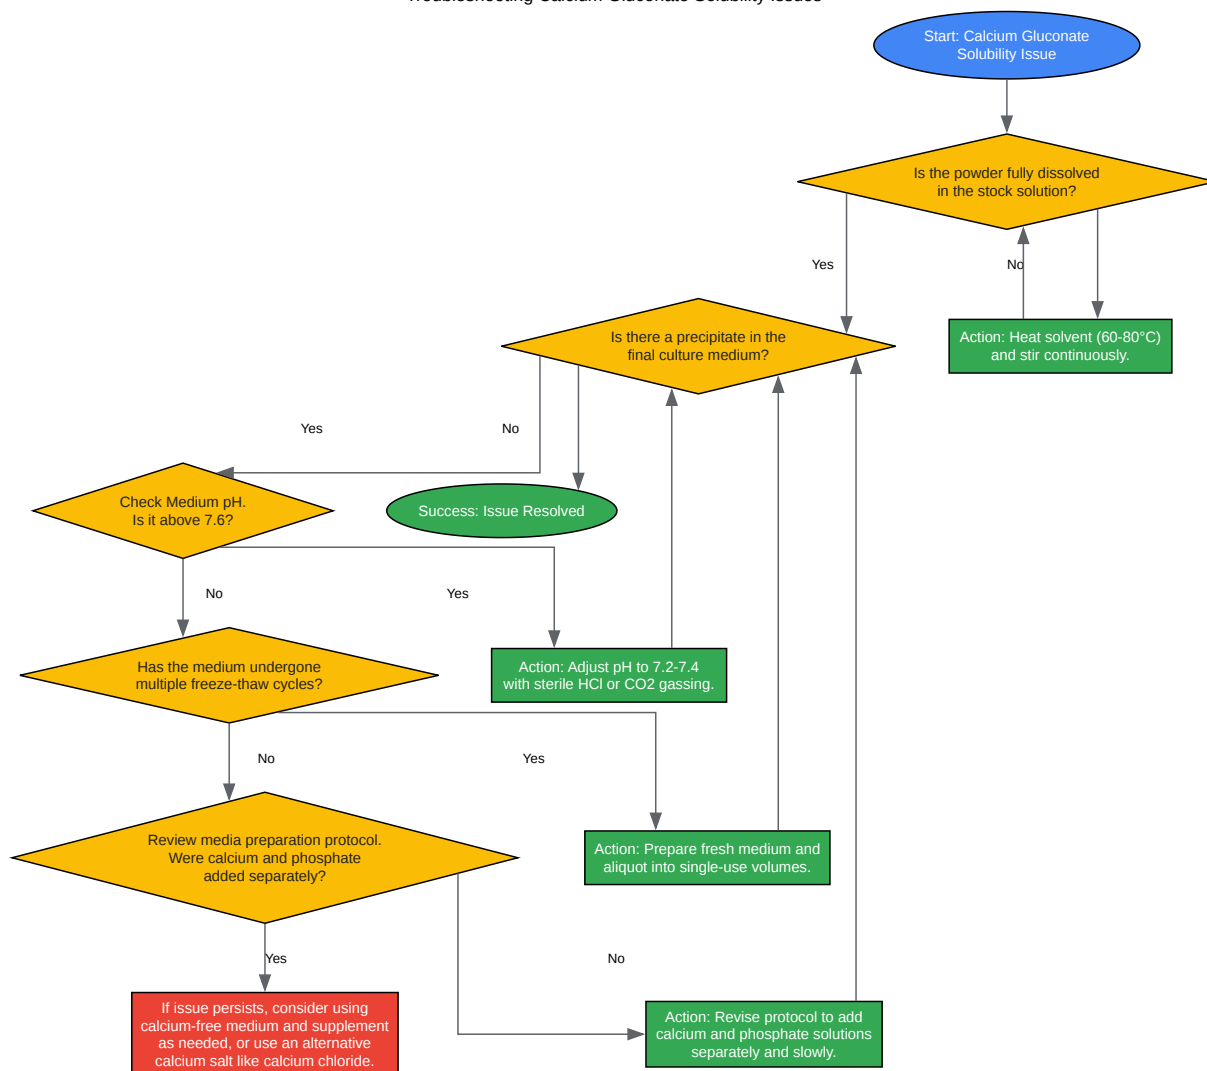 Troubleshooting Calcium Gluconate Solubility Issues
Start: Calcium Gluconate
Solubility Issue
Is the powder fully dissolved
in the stock solution?
Yes
No
Is there a precipitate in the
final culture medium?
Action: Heat solvent (60-80°C)
and stir continuously.
Yes
No
Check Medium pH.
Is it above 7.6?
Success: Issue Resolved
No
Yes
Has the medium undergone
multiple freeze-thaw cycles?
Action: Adjust pH to 7.2-7.4
with sterile HCl or CO2 gassing.
No
Yes
Review media preparation protocol.
Were calcium and phosphate
added separately?
Action: Prepare fresh medium and
aliquot into single-use volumes.
Yes
No
If issue persists, consider using
calcium-free medium and supplement
as needed, or use an alternative
calcium salt like calcium chloride.
Action: Revise protocol to add
calcium and phosphate solutions
separately and slowly.